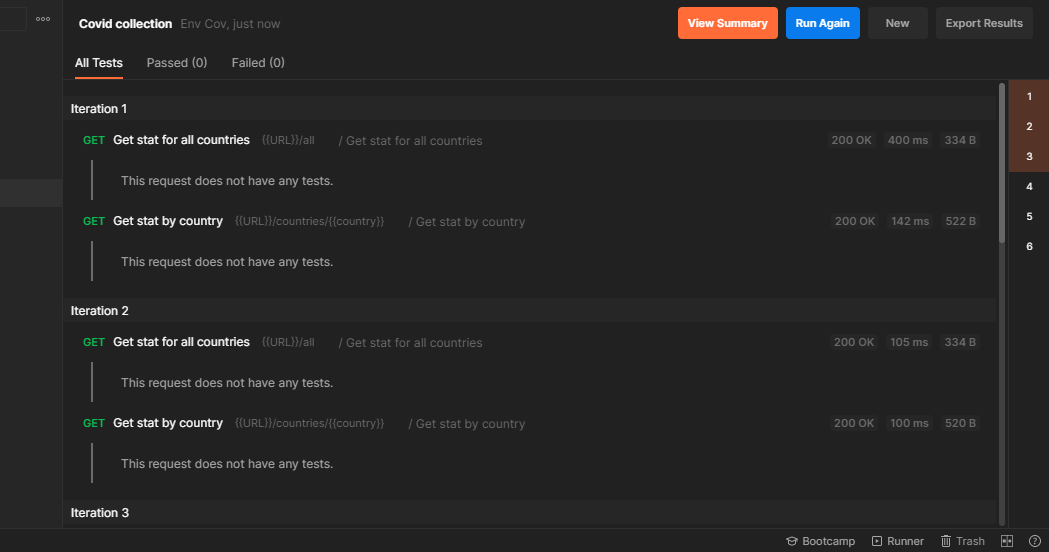 Covid collection Env Cov, just now View Summary Run Again New Export Results
All Tests Passed (0) Failed (0)
Iteration 1
GET Get stat for all countries {{URL}}/all / Get stat for all countries 200 OK 400 ms 334 B
This request does not have any tests.
GET Get stat by country {{URL}}/countries/{{country}} / Get stat by country 200 OK 142 ms 522 B
This request does not have any tests.
Iteration 2
GET Get stat for all countries {{URL}}/all / Get stat for all countries 200 OK 105 ms 334 B
This request does not have any tests.
GET Get stat by country {{URL}}/countries/{{country}} / Get stat by country 200 OK 100 ms 520 B
This request does not have any tests.
Iteration 3
1
2
3
4
5
6
Bootcamp Runner Trash